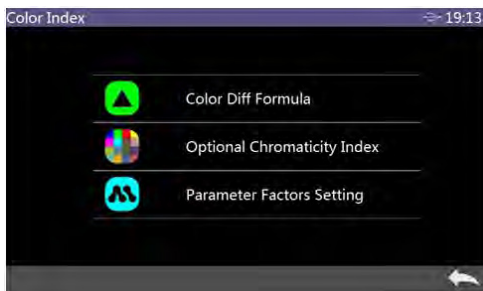 Color Index 19:13
Color Diff Formula
Optional Chromaticity Index
Parameter Factors Setting